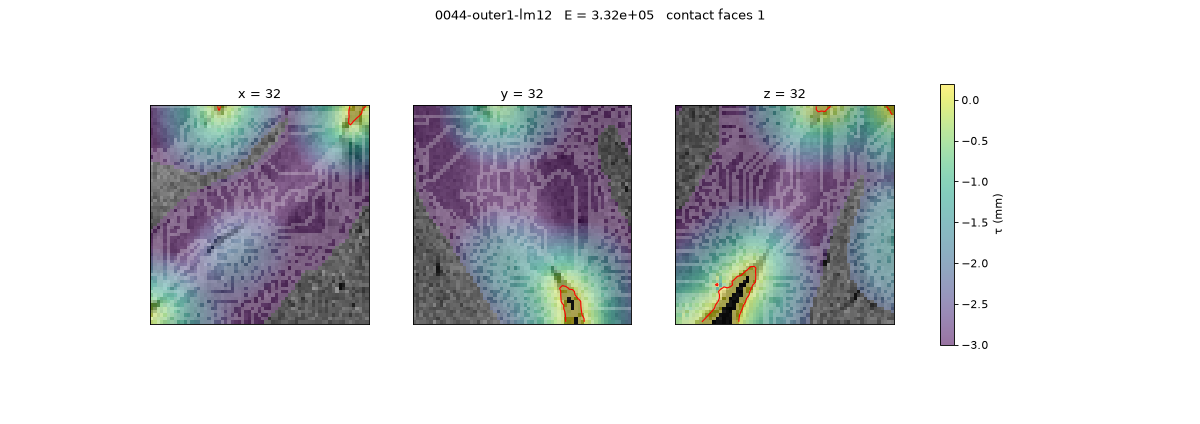 0044-outer1-lm12   E = 3.32e+05   contact faces 1
x = 32
y = 32
z = 32
0.0
−0.5
−1.0
−1.5
−2.0
−2.5
−3.0
τ (mm)